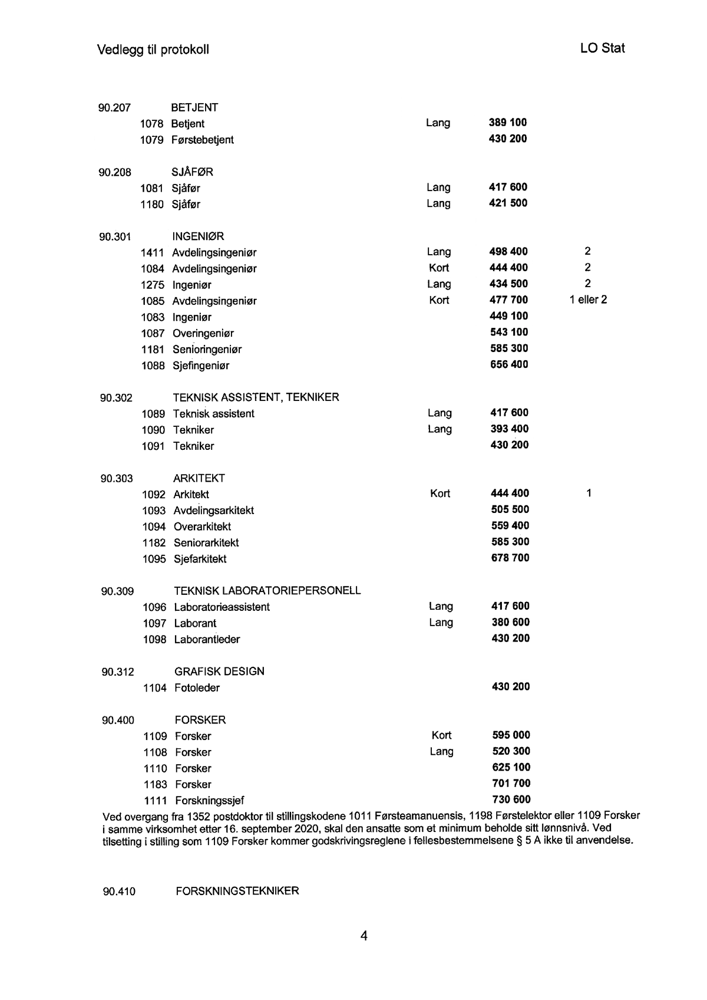 Vedlegg til protokoll LO Stat
90.207 BETJENT
1078 Betjent Lang 389 100
1079 Førstebetjent 430 200
90.208 SJÅFØR
1081 Sjåfør Lang 417 600
1180 Sjåfør Lang 421 500
90.301 INGENIØR
1411 Avdelingsingeniør Lang 498 400 2
1084 Avdelingsingeniør Kort 444 400 2
1275 Ingeniør Lang 434 500 2
1085 Avdelingsingeniør Kort 477 700 1 eller 2
1083 Ingeniør 449 100
1087 Overingeniør 543 100
1181 Senioringeniør 585 300
1088 Sjefingeniør 656 400
90.302 TEKNISK ASSISTENT, TEKNIKER
1089 Teknisk assistent Lang 417 600
1090 Tekniker Lang 393 400
1091 Tekniker 430 200
90.303 ARKITEKT
1092 Arkitekt Kort 444 400 1
1093 Avdelingsarkitekt 505 500
1094 Overarkitekt 559 400
1182 Seniorarkitekt 585 300
1095 Sjefarkitekt 678 700
90.309 TEKNISK LABORATORIEPERSONELL
1096 Laboratorieassistent Lang 417 600
1097 Laborant Lang 380 600
1098 Laborantleder 430 200
90.312 GRAFISK DESIGN
1104 Fotoleder 430 200
90.400 FORSKER
1109 Forsker Kort 595 000
1108 Forsker Lang 520 300
1110 Forsker 625 100
1183 Forsker 701 700
1111 Forskningssjef 730 600
Ved overgang fra 1352 postdoktor til stillingskodene 1011 Førsteamanuensis, 1198 Førstelektor eller 1109 Forsker
i samme virksomhet etter 16. september 2020, skal den ansatte som et minimum beholde sitt lønnsnivå. Ved
tilsetting i stilling som 1109 Forsker kommer godskrivingsreglene i fellesbestemmelsene § 5 A ikke til anvendelse.
90.410 FORSKNINGSTEKNIKER
4